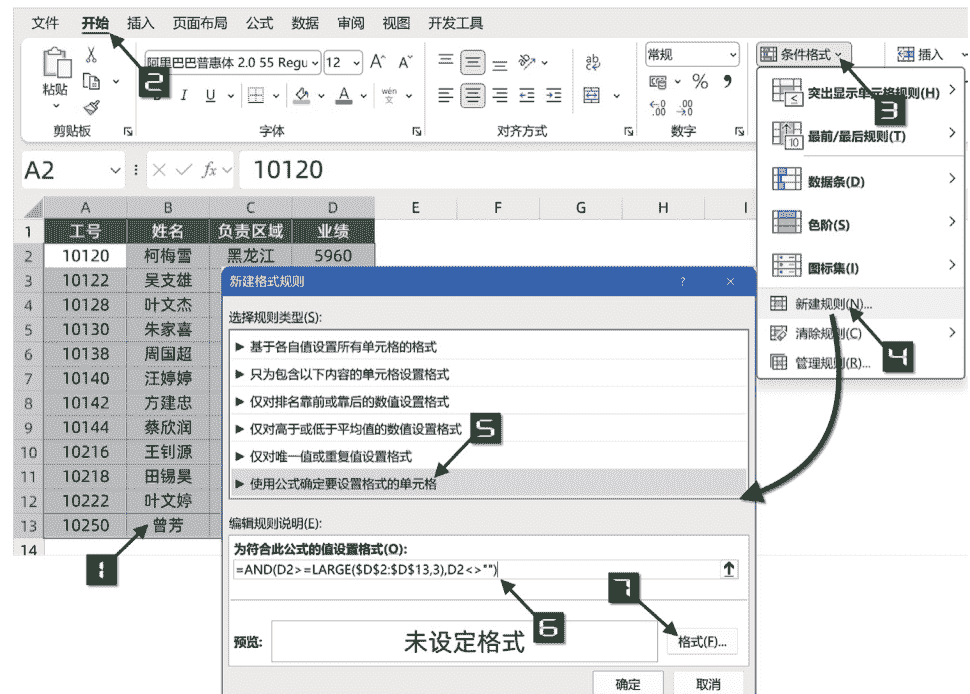 文件 开始 插入 页面布局 公式 数据 审阅 视图 开发工具
阿里巴巴普惠体 2.0 55 Regu 12 A A 常规 条件格式 插入
粘贴 2 I U A wén 文 ab % 突出显示单元格规则(H) 3
.00 .00
剪贴板 字体 对齐方式 数字 最前/最后规则(T)
A2 fx 10120
数据条(D)
A B C D E F G H I
色阶(S)
1 工号 姓名 负责区域 业绩
2 10120 柯梅雪 黑龙江 5960
图标集(I)
新建规则(N)...
清除规则(C)
管理规则(R)...
4
3 10122 吴支雄
4 10128 叶文杰
5 10130 朱家喜
6 10138 周国超
7 10140 汪婷婷
8 10142 方建忠
9 10144 蔡欣润
10 10216 王钊源
11 10218 田锡昊
12 10222 叶文婷
13 10250 曾芳
14
1
新建格式规则 ? ×
选择规则类型(S):
► 基于各自值设置所有单元格的格式
► 只为包含以下内容的单元格设置格式
► 仅对排名靠前或靠后的数值设置格式
► 仅对高于或低于平均值的数值设置格式 5
► 仅对唯一值或重复值设置格式
► 使用公式确定要设置格式的单元格
编辑规则说明(E):
为符合此公式的值设置格式(O):
=AND(D2>=LARGE($D$2:$D$13,3),D2<>"")
7
6
预览: 未设定格式 格式(F)...
确定 取消